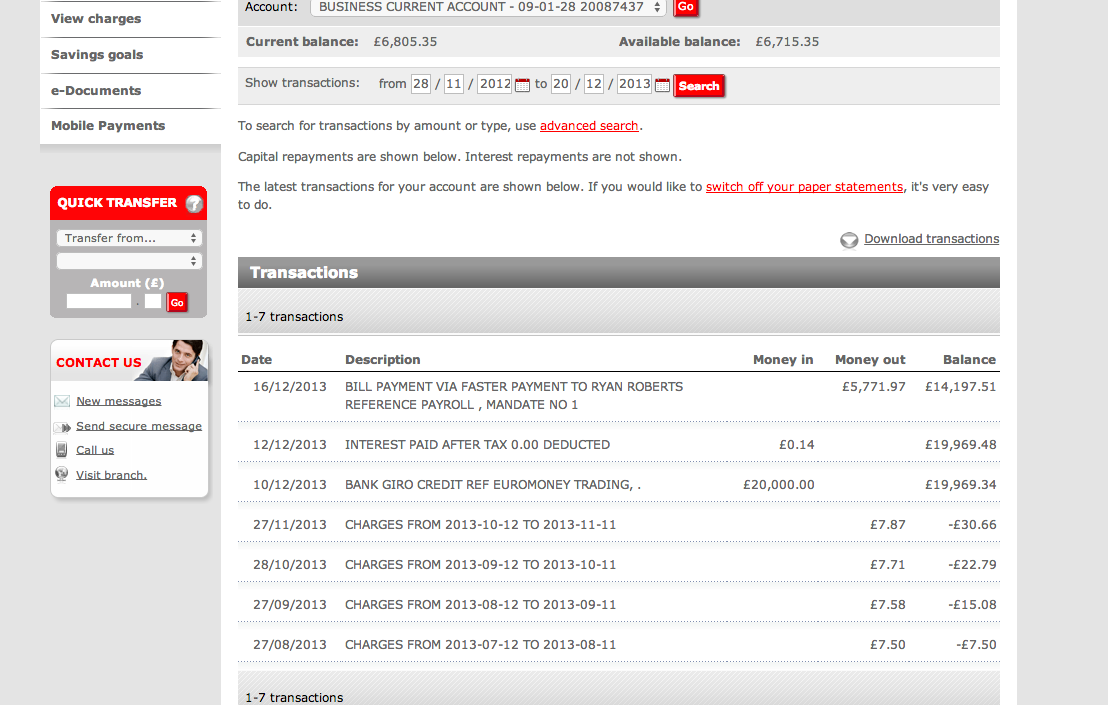 View charges
Savings goals
e-Documents
Mobile Payments
QUICK TRANSFER ?
Transfer from...
Amount (£)
. Go
CONTACT US
New messages
Send secure message
Call us
Visit branch.
Account: BUSINESS CURRENT ACCOUNT - 09-01-28 20087437 Go
Current balance: £6,805.35 Available balance: £6,715.35
Show transactions: from 28 / 11 / 2012 to 20 / 12 / 2013 Search
To search for transactions by amount or type, use advanced search.
Capital repayments are shown below. Interest repayments are not shown.
The latest transactions for your account are shown below. If you would like to switch off your paper statements, it's very easy
to do.
Download transactions
Transactions
1-7 transactions
Date Description Money in Money out Balance
16/12/2013 BILL PAYMENT VIA FASTER PAYMENT TO RYAN ROBERTS £5,771.97 £14,197.51
REFERENCE PAYROLL , MANDATE NO 1
12/12/2013 INTEREST PAID AFTER TAX 0.00 DEDUCTED £0.14 £19,969.48
10/12/2013 BANK GIRO CREDIT REF EUROMONEY TRADING, . £20,000.00 £19,969.34
27/11/2013 CHARGES FROM 2013-10-12 TO 2013-11-11 £7.87 -£30.66
28/10/2013 CHARGES FROM 2013-09-12 TO 2013-10-11 £7.71 -£22.79
27/09/2013 CHARGES FROM 2013-08-12 TO 2013-09-11 £7.58 -£15.08
27/08/2013 CHARGES FROM 2013-07-12 TO 2013-08-11 £7.50 -£7.50
1-7 transactions